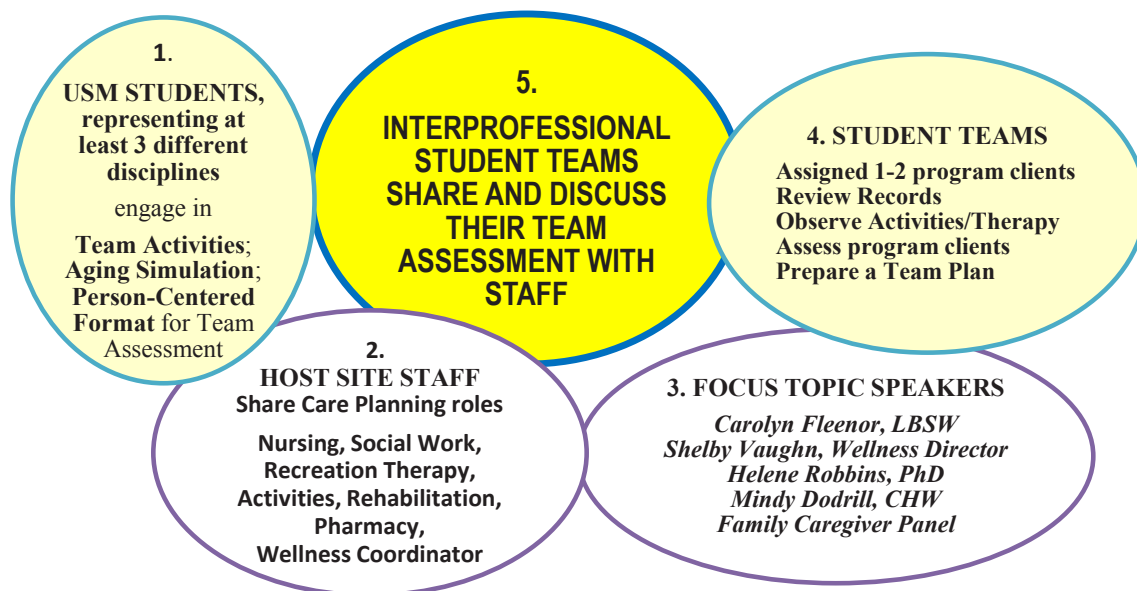 1.
USM STUDENTS,
representing at
least 3 different
disciplines
engage in
Team Activities;
Aging Simulation;
Person-Centered
Format for Team
Assessment
2.
HOST SITE STAFF
Share Care Planning roles
Nursing, Social Work,
Recreation Therapy,
Activities, Rehabilitation,
Pharmacy,
Wellness Coordinator
3. FOCUS TOPIC SPEAKERS
Carolyn Fleenor, LBSW
Shelby Vaughn, Wellness Director
Helene Robbins, PhD
Mindy Dodrill, CHW
Family Caregiver Panel
4. STUDENT TEAMS
Assigned 1-2 program clients
Review Records
Observe Activities/Therapy
Assess program clients
Prepare a Team Plan
5.
INTERPROFESSIONAL
STUDENT TEAMS
SHARE AND DISCUSS
THEIR TEAM
ASSESSMENT WITH
STAFF